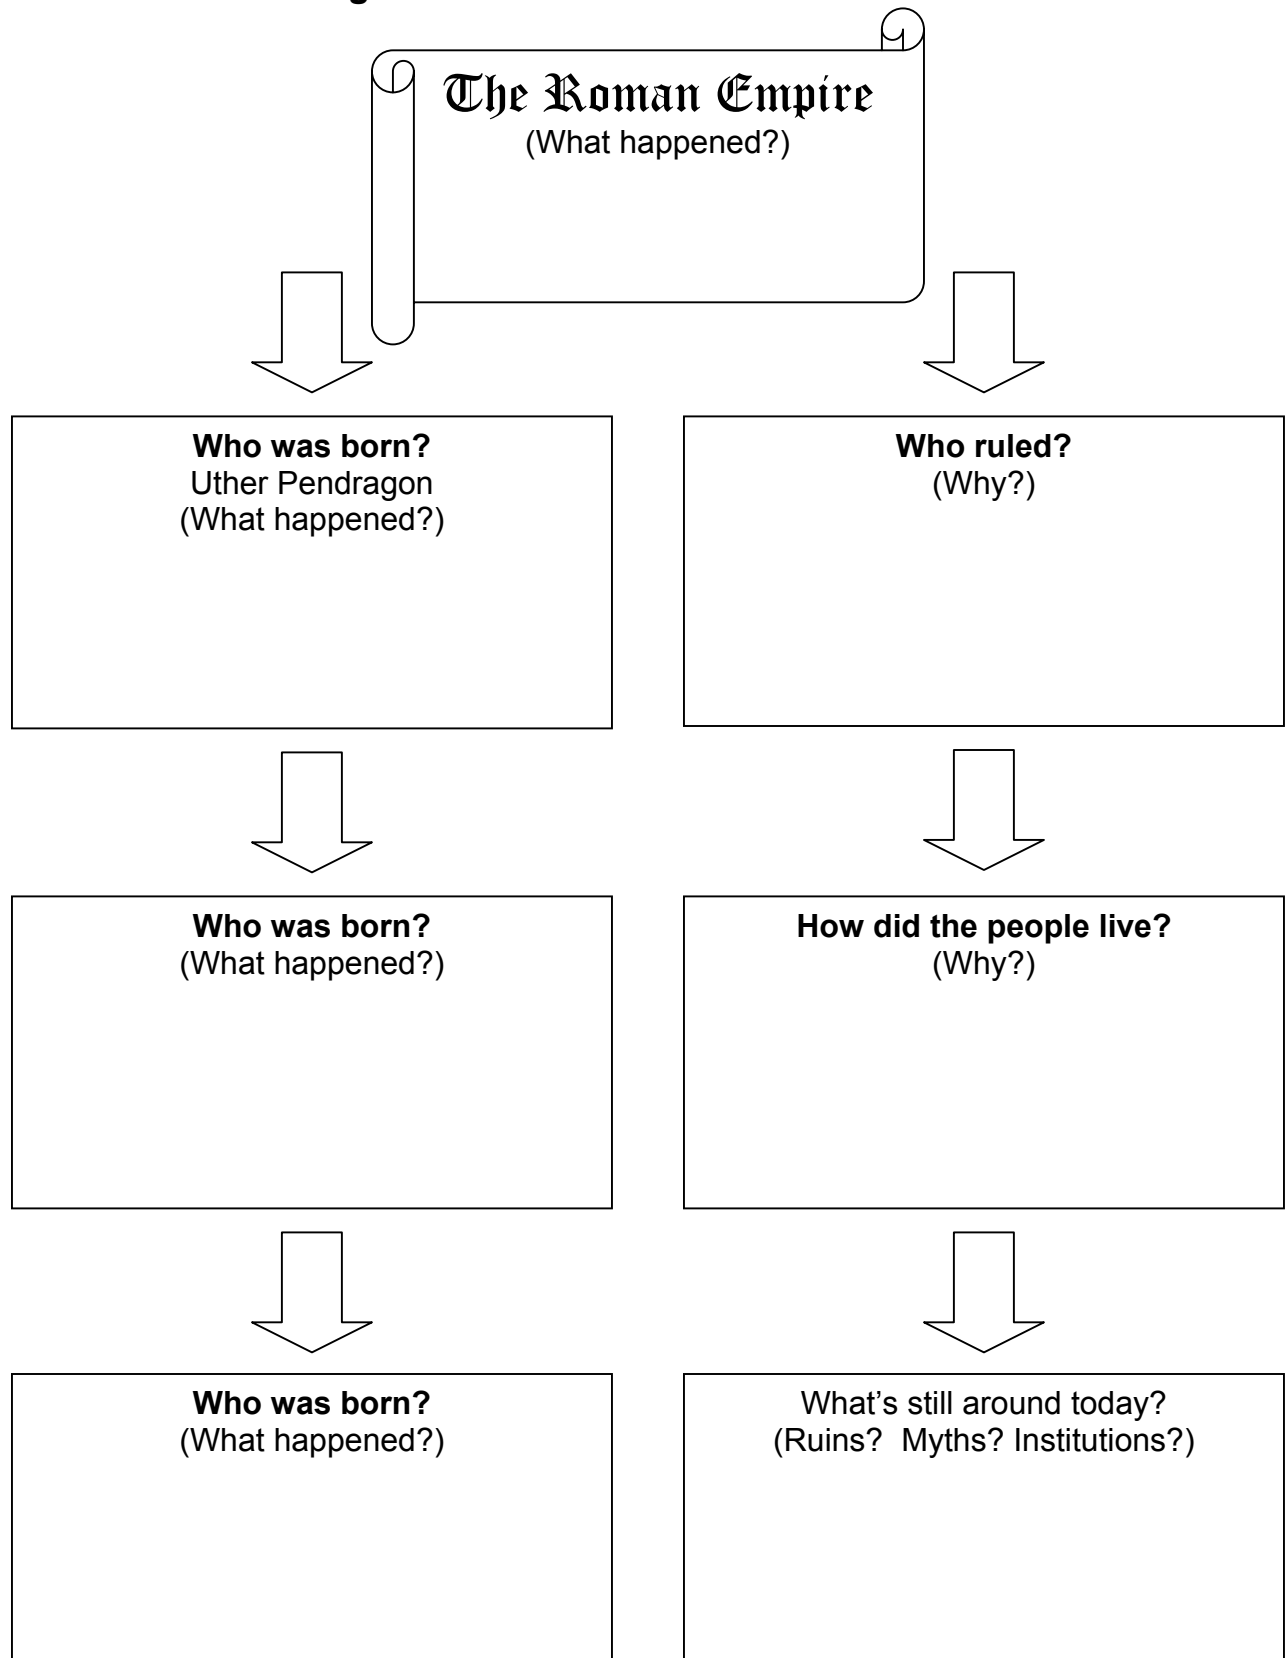 The Roman Empire
(What happened?)
Who was born?
Uther Pendragon
(What happened?)
Who ruled?
(Why?)
Who was born?
(What happened?)
How did the people live?
(Why?)
Who was born?
(What happened?)
What's still around today?
(Ruins?  Myths? Institutions?)